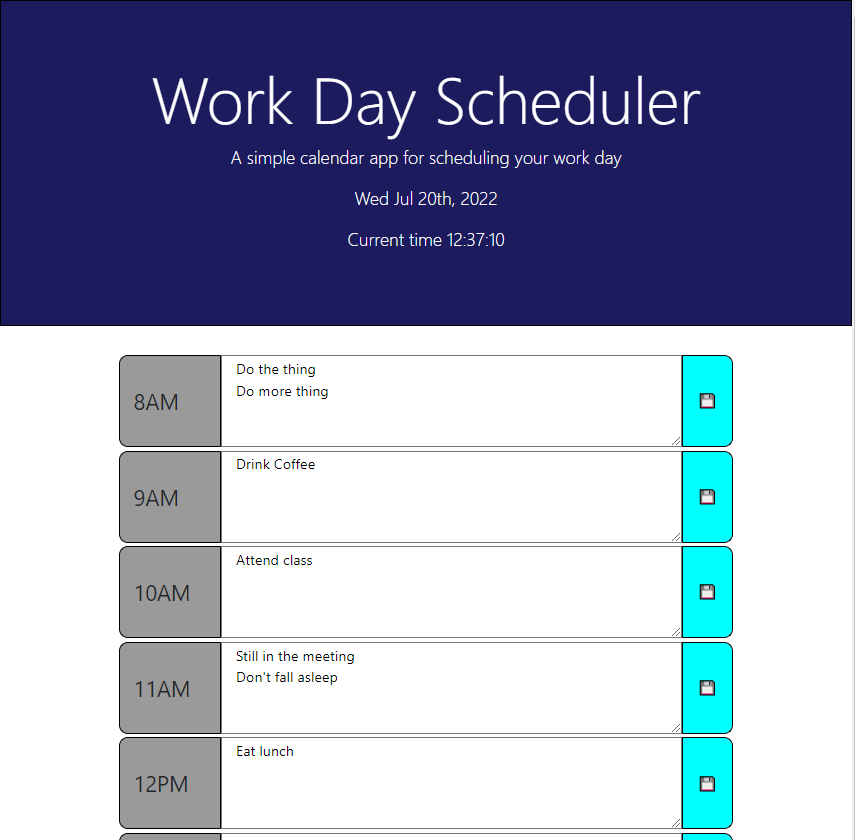 Work Day Scheduler
A simple calendar app for scheduling your work day
Wed Jul 20th, 2022
Current time 12:37:10
8AM
Do the thing
Do more thing
9AM
Drink Coffee
10AM
Attend class
11AM
Still in the meeting
Don't fall asleep
12PM
Eat lunch